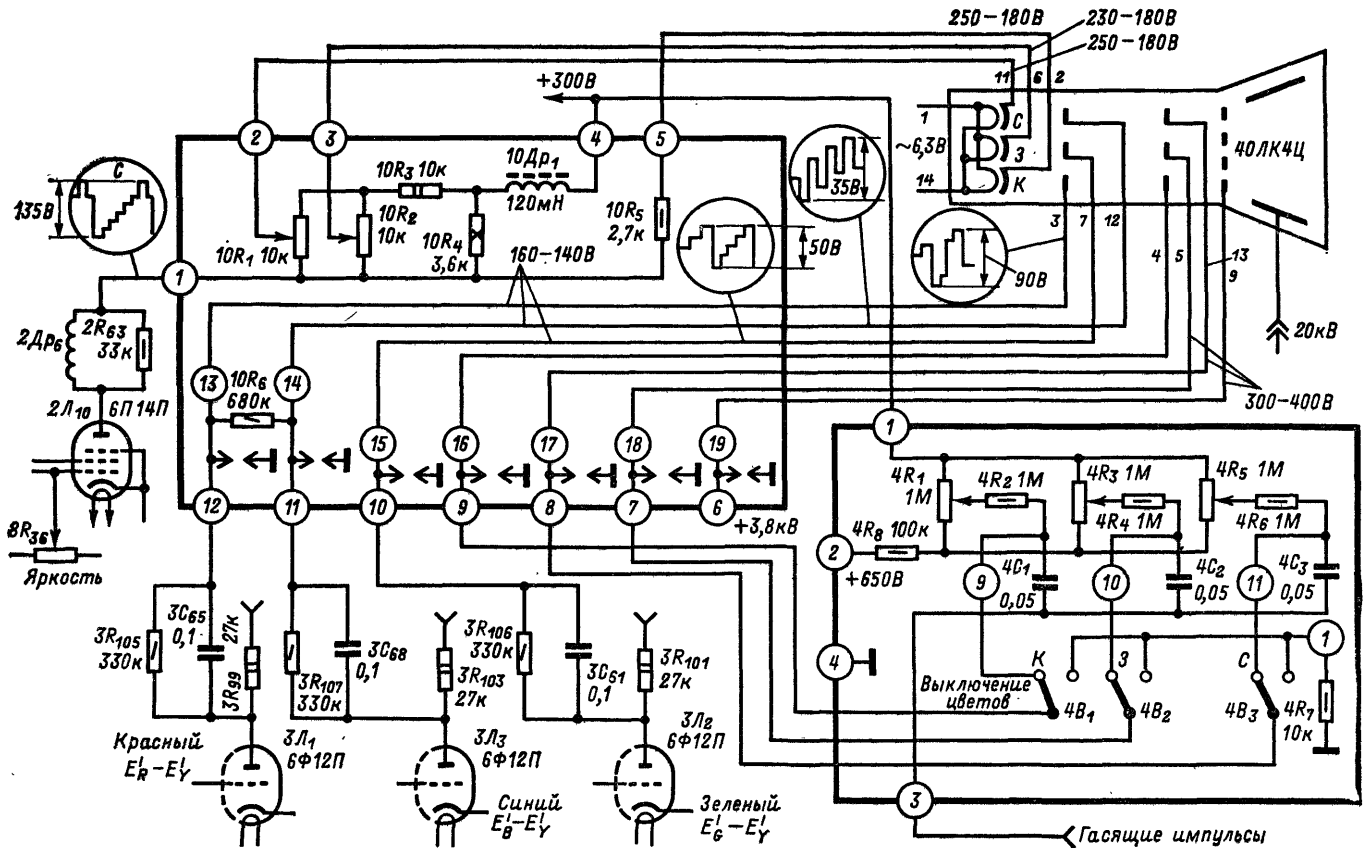 250–180В
230–180В
250–180В
11 6 2
+300В
2
3
4
5
1
14
~6,3В
С
З
К
40ЛК4Ц
С
135В
10R3 10к
10Др1
120мН
10R1 10к
10R2
10к
10R4
3,6к
10R5
2,7к
35В
50В
90В
3 7 12
4 5 13
9
1
160–140В
20кВ
2Др6
2R63
33к
13
14
10R6
680к
300–400В
2Л10 6П14П
15
16
17
18
19
1
12
11
10
9
8
7
6
+3,8кВ
8R36
Яркость
4R1
1М
4R2 1М
4R3 1М
4R4 1М
4R5 1М
4R6 1М
2
4R8 100к
+650В
9
4C1
0,05
10
4C2
0,05
11
4C3
0,05
3R105
330к
3C65
0,1
27к
3R99
3R107
330к
3C68
0,1
3R103
27к
3R106
330к
3C61
0,1
3R101
27к
4
К
З
С
1
Выключение
цветов
4В1
4В2
4В3
4R7
10к
Красный
E'R–E'Y
3Л1
6Ф12П
3Л3
6Ф12П
Синий
E'B–E'Y
3Л2
6Ф12П
Зеленый
E'G–E'Y
3
Гасящие импульсы